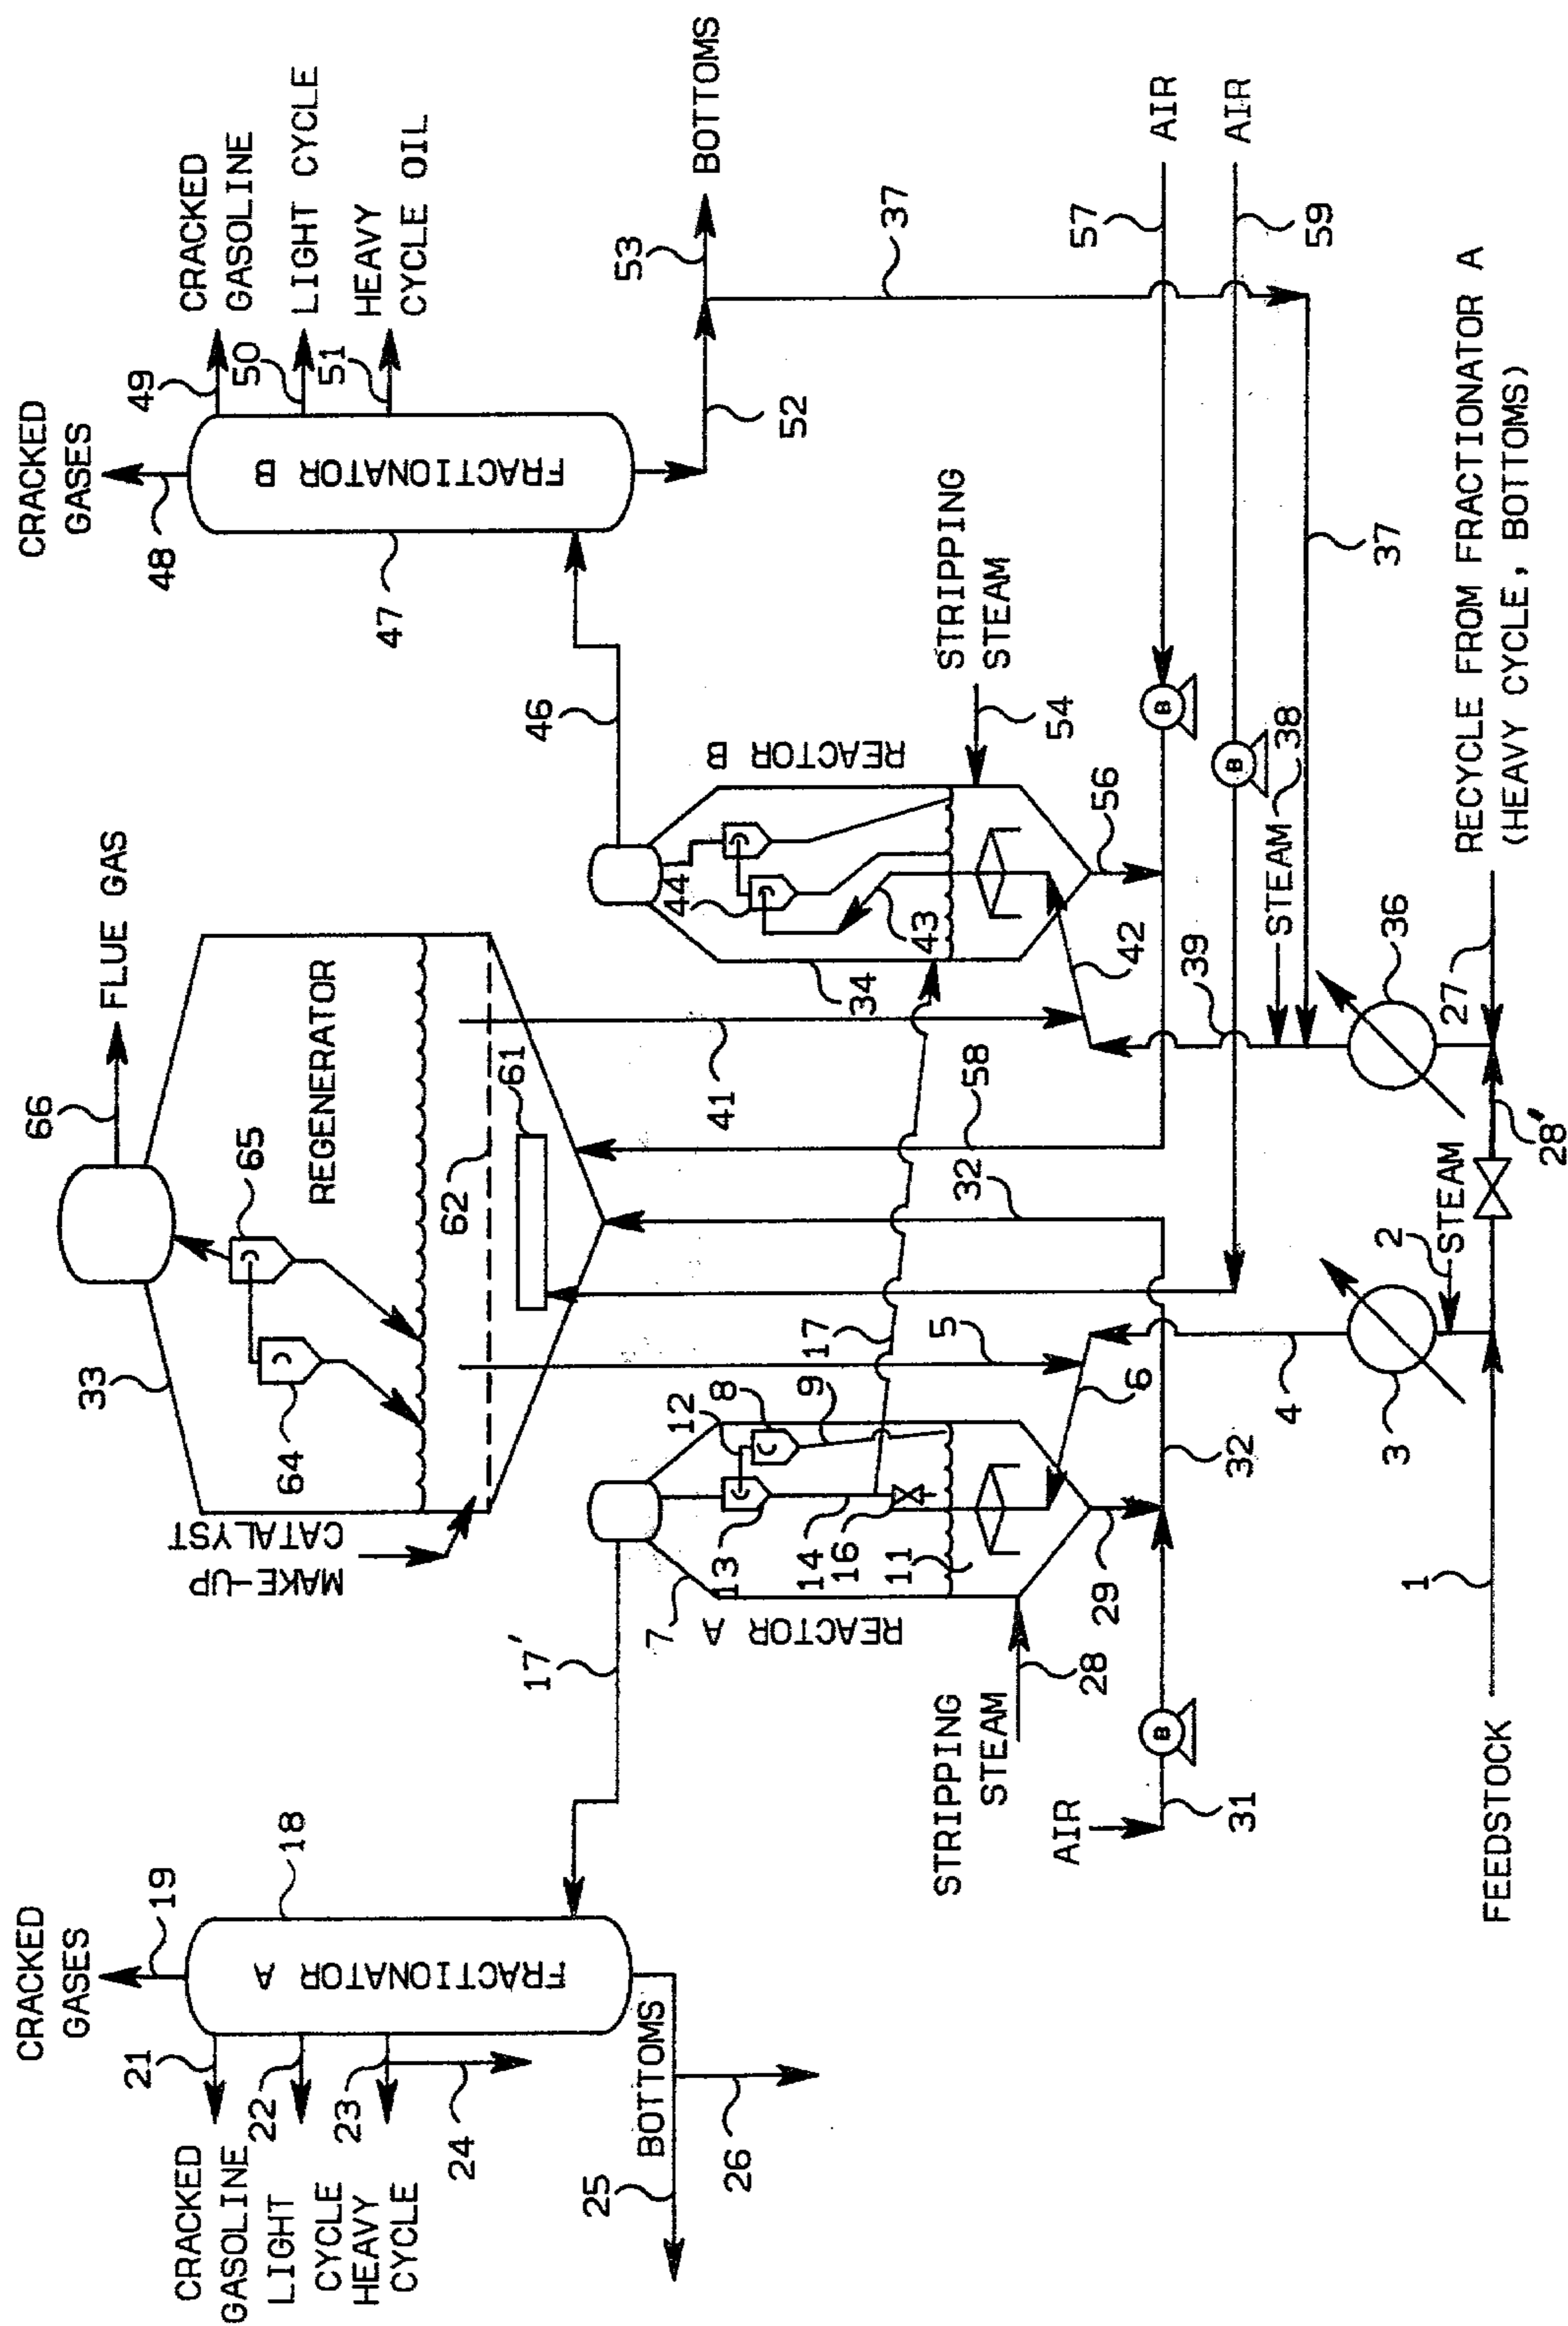 CRACKED
GASES
19
18
21
CRACKED
GASOLINE
22
LIGHT
CYCLE
23
HEAVY
CYCLE
24
FRACTIONATOR A
BOTTOMS
25
26
17'
66
FLUE GAS
33
65
64
REGENERATOR
62
61
MAKE-UP
CATALYST
CRACKED
GASES
48
49
CRACKED
GASOLINE
50
LIGHT CYCLE
51
HEAVY
CYCLE OIL
FRACTIONATOR B
47
46
52
53
BOTTOMS
37
REACTOR A
7
12
8
9
13
14
16
11
17
5
6
STRIPPING
STEAM
28
29
AIR
31
B
32
32
58
41
REACTOR B
44
43
34
42
STRIPPING
STEAM
54
56
57
AIR
B
59
AIR
B
39
STEAM
38
37
4
3
36
2
STEAM
28'
27
RECYCLE FROM FRACTIONATOR A
(HEAVY CYCLE, BOTTOMS)
1
FEEDSTOCK